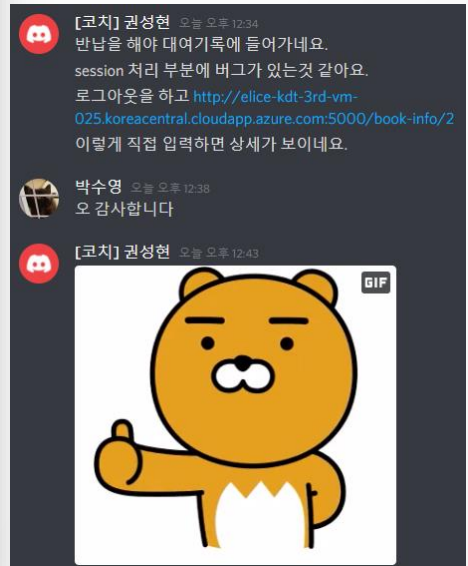 [코치] 권성현 오늘 오후 12:34
반납을 해야 대여기록에 들어가네요.
session 처리 부분에 버그가 있는것 같아요.
로그아웃을 하고 http://elice-kdt-3rd-vm-
025.koreacentral.cloudapp.azure.com:5000/book-info/2
이렇게 직접 입력하면 상세가 보이네요.
박수영 오늘 오후 12:38
오 감사합니다
[코치] 권성현 오늘 오후 12:43
GIF